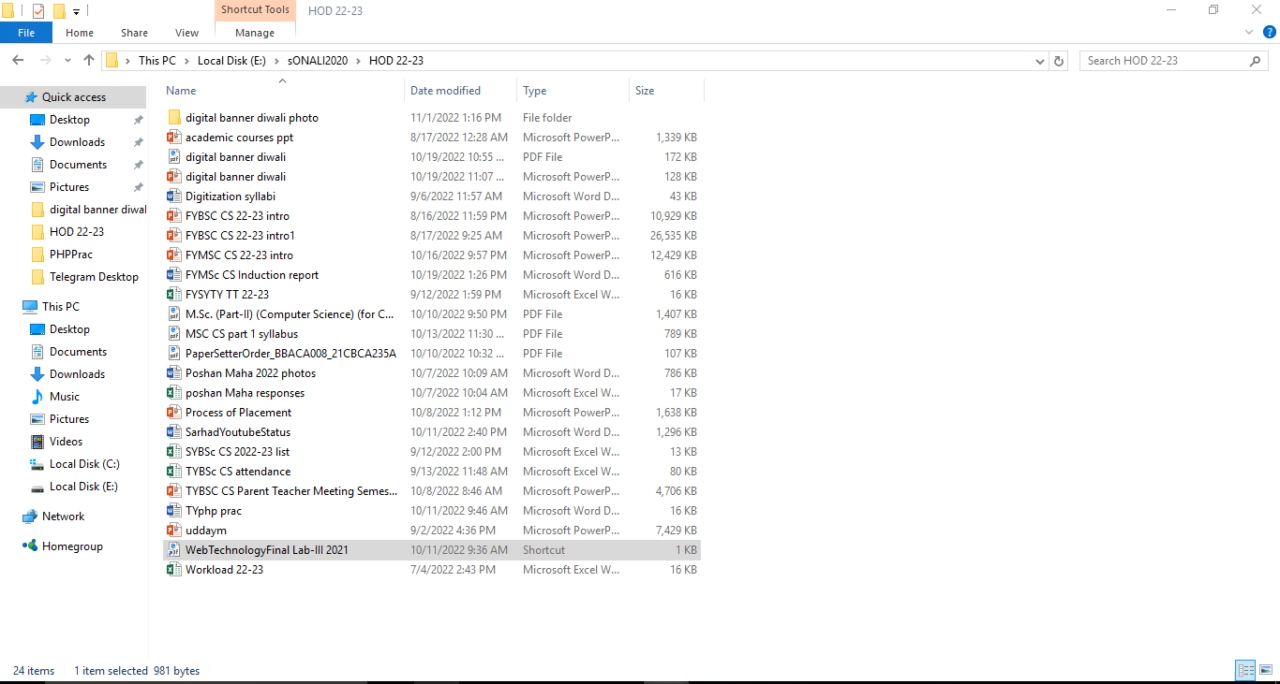 Shortcut Tools HOD 22-23
File Home Share View Manage
This PC Local Disk (E:) sONALI2020 HOD 22-23 Search HOD 22-23
Quick access
Desktop
Downloads
Documents
Pictures
digital banner diwal
HOD 22-23
PHPPrac
Telegram Desktop
This PC
Desktop
Documents
Downloads
Music
Pictures
Videos
Local Disk (C:)
Local Disk (E:)
Network
Homegroup
Name Date modified Type Size
digital banner diwali photo 11/1/2022 1:16 PM File folder
academic courses ppt 8/17/2022 12:28 AM Microsoft PowerP... 1,339 KB
digital banner diwali 10/19/2022 10:55 ... PDF File 172 KB
digital banner diwali 10/19/2022 11:07 ... Microsoft PowerP... 128 KB
Digitization syllabi 9/6/2022 11:57 AM Microsoft Word D... 43 KB
FYBSC CS 22-23 intro 8/16/2022 11:59 PM Microsoft PowerP... 10,929 KB
FYBSC CS 22-23 intro1 8/17/2022 9:25 AM Microsoft PowerP... 26,535 KB
FYMSC CS 22-23 intro 10/16/2022 9:57 PM Microsoft PowerP... 12,429 KB
FYMSc CS Induction report 10/19/2022 1:26 PM Microsoft Word D... 616 KB
FYSYTY TT 22-23 9/12/2022 1:59 PM Microsoft Excel W... 16 KB
M.Sc. (Part-II) (Computer Science) (for C... 10/10/2022 9:50 PM PDF File 1,407 KB
MSC CS part 1 syllabus 10/13/2022 11:30 ... PDF File 789 KB
PaperSetterOrder_BBACA008_21CBCA235A 10/10/2022 10:32 ... PDF File 107 KB
Poshan Maha 2022 photos 10/7/2022 10:09 AM Microsoft Word D... 786 KB
poshan Maha responses 10/7/2022 10:04 AM Microsoft Excel W... 17 KB
Process of Placement 10/8/2022 1:12 PM Microsoft PowerP... 1,638 KB
SarhadYoutubeStatus 10/11/2022 2:40 PM Microsoft Word D... 1,296 KB
SYBSc CS 2022-23 list 9/12/2022 2:00 PM Microsoft Excel W... 13 KB
TYBSc CS attendance 9/13/2022 11:48 AM Microsoft Excel W... 80 KB
TYBSC CS Parent Teacher Meeting Semes... 10/8/2022 8:46 AM Microsoft PowerP... 4,706 KB
TYphp prac 10/11/2022 9:46 AM Microsoft Word D... 16 KB
uddaym 9/2/2022 4:36 PM Microsoft PowerP... 7,429 KB
WebTechnologyFinal Lab-III 2021 10/11/2022 9:36 AM Shortcut 1 KB
Workload 22-23 7/4/2022 2:43 PM Microsoft Excel W... 16 KB
24 items 1 item selected 981 bytes